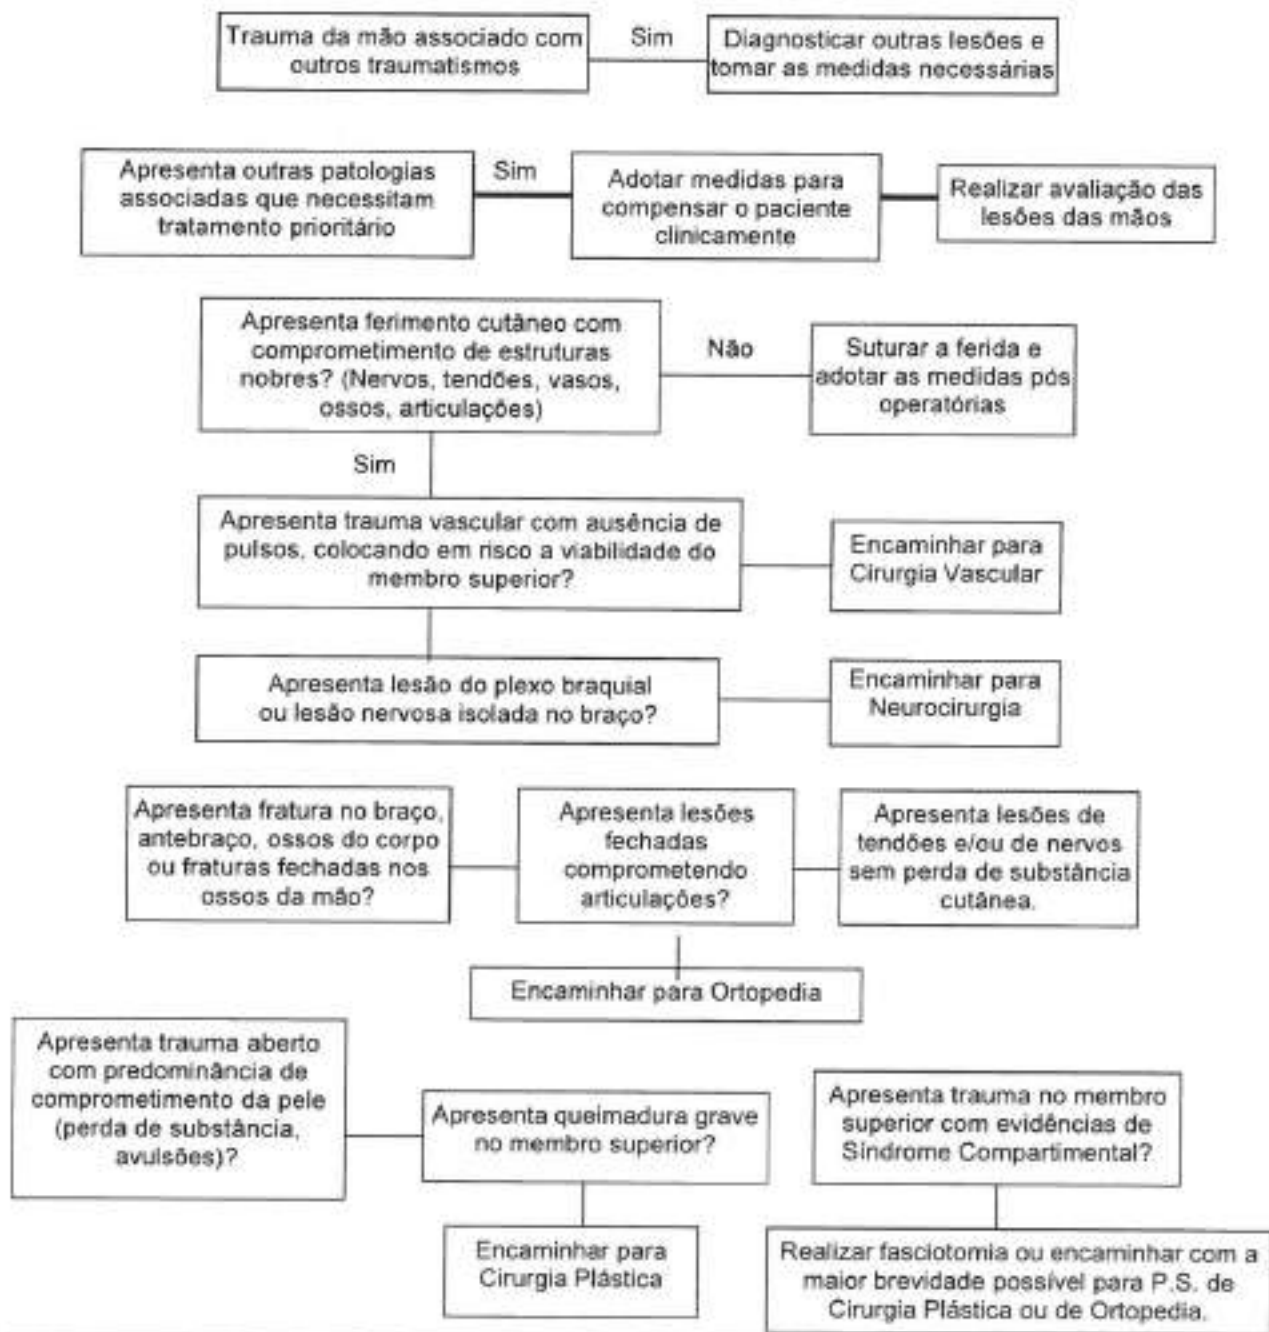 Trauma da mão associado com
outros traumatismos
Sim
Diagnosticar outras lesões e
tomar as medidas necessárias
Apresenta outras patologias
associadas que necessitam
tratamento prioritário
Sim
Adotar medidas para
compensar o paciente
clinicamente
Realizar avaliação das
lesões das mãos
Apresenta ferimento cutâneo com
comprometimento de estruturas
nobres? (Nervos, tendões, vasos,
ossos, articulações)
Não
Suturar a ferida e
adotar as medidas pós
operatórias
Sim
Apresenta trauma vascular com ausência de
pulsos, colocando em risco a viabilidade do
membro superior?
Encaminhar para
Cirurgia Vascular
Apresenta lesão do plexo braquial
ou lesão nervosa isolada no braço?
Encaminhar para
Neurocirurgia
Apresenta fratura no braço,
antebraço, ossos do corpo
ou fraturas fechadas nos
ossos da mão?
Apresenta lesões
fechadas
comprometendo
articulações?
Apresenta lesões de
tendões e/ou de nervos
sem perda de substância
cutânea.
Encaminhar para Ortopedia
Apresenta trauma aberto
com predominância de
comprometimento da pele
(perda de substância,
avulsões)?
Apresenta queimadura grave
no membro superior?
Apresenta trauma no membro
superior com evidências de
Síndrome Compartimental?
Encaminhar para
Cirurgia Plástica
Realizar fasciotomia ou encaminhar com a
maior brevidade possível para P.S. de
Cirurgia Plástica ou de Ortopedia.